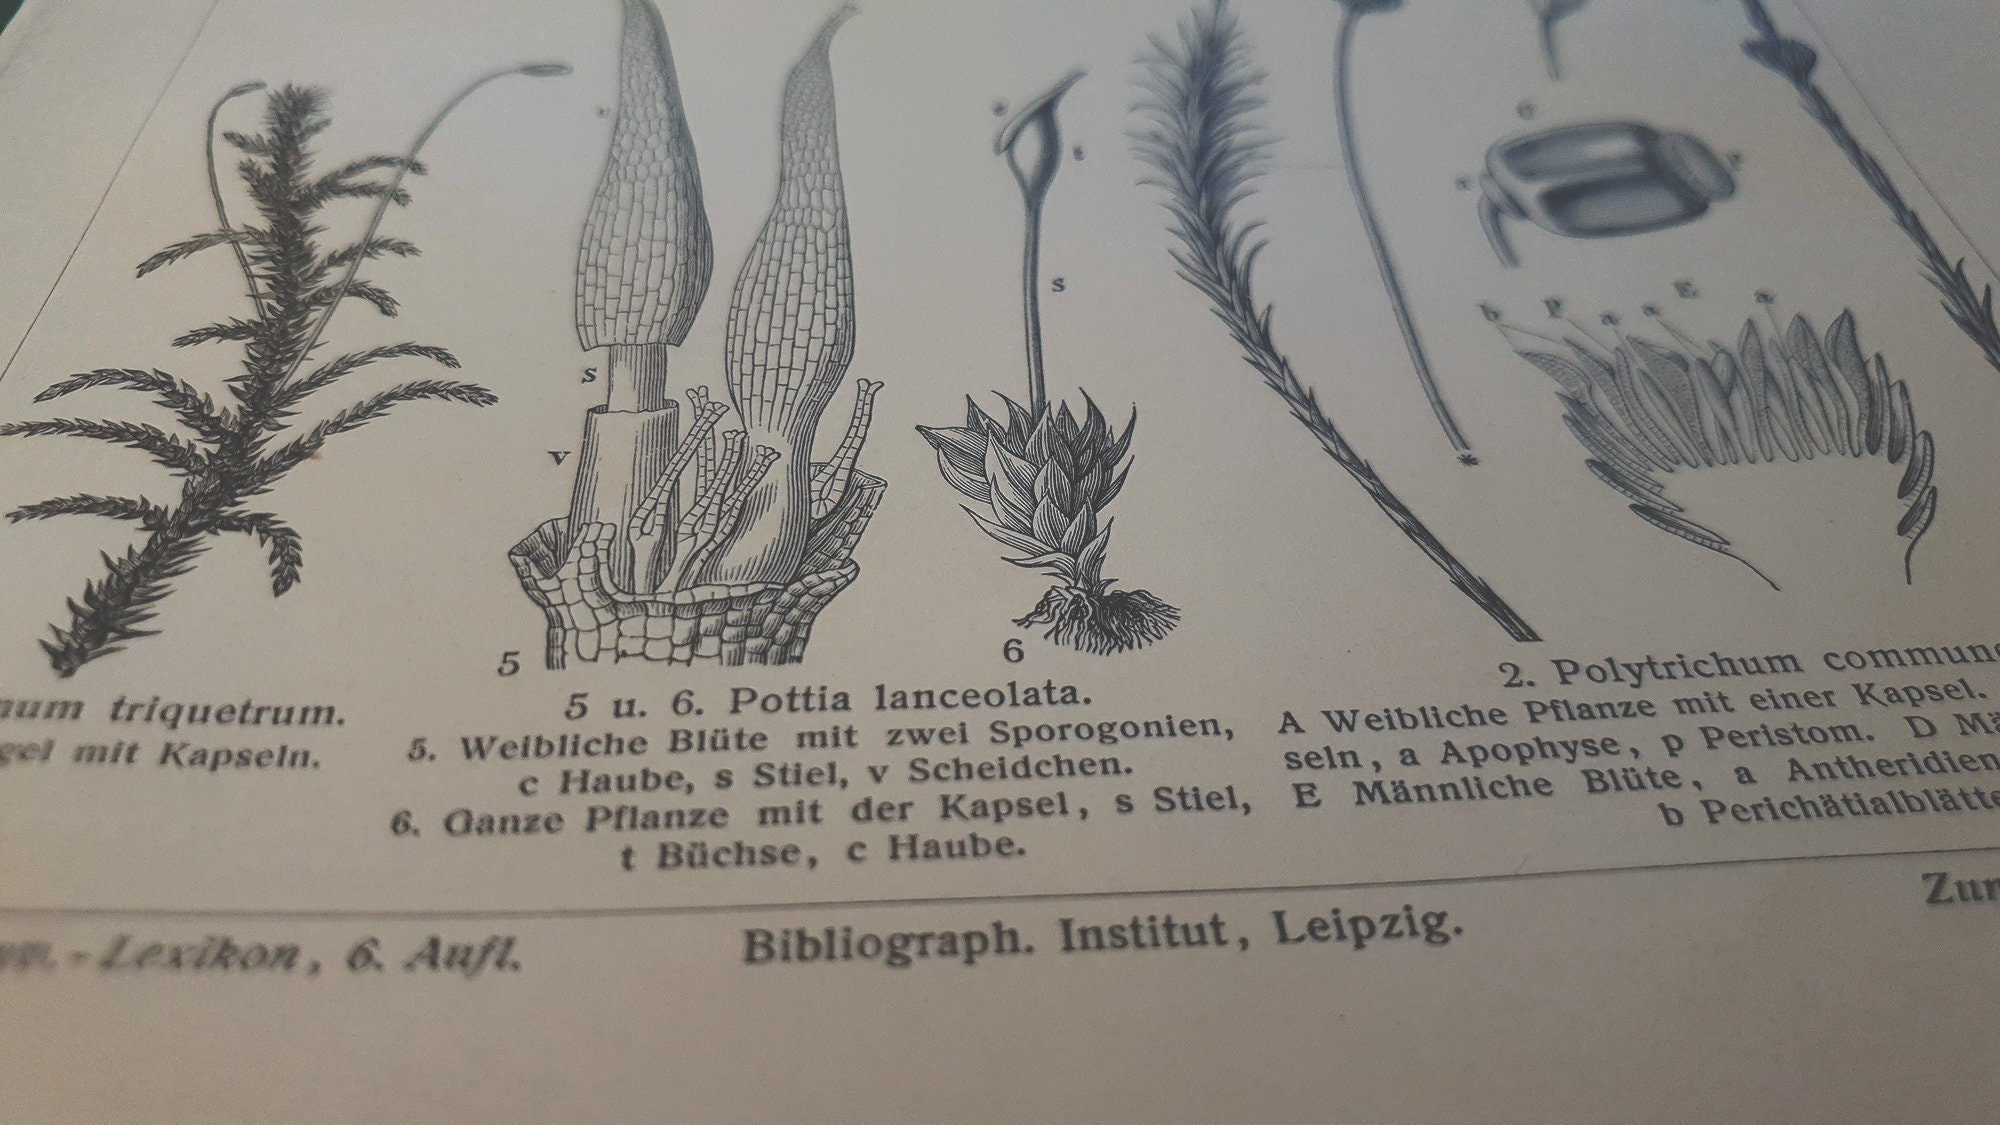 5
6
s
v
s
b P a a E a
num triquetrum.
gel mit Kapseln.
5 u. 6. Pottia lanceolata.
5. Weibliche Blüte mit zwei Sporogonien,
c Haube, s Stiel, v Scheidchen.
6. Ganze Pflanze mit der Kapsel, s Stiel,
t Büchse, c Haube.
2. Polytrichum commune
A Weibliche Pflanze mit einer Kapsel.
seln, a Apophyse, p Peristom. D Mä
E Männliche Blüte, a Antheridien
b Perichätialblätte
-Lexikon, 6. Aufl.
Bibliograph. Institut, Leipzig.
Zum